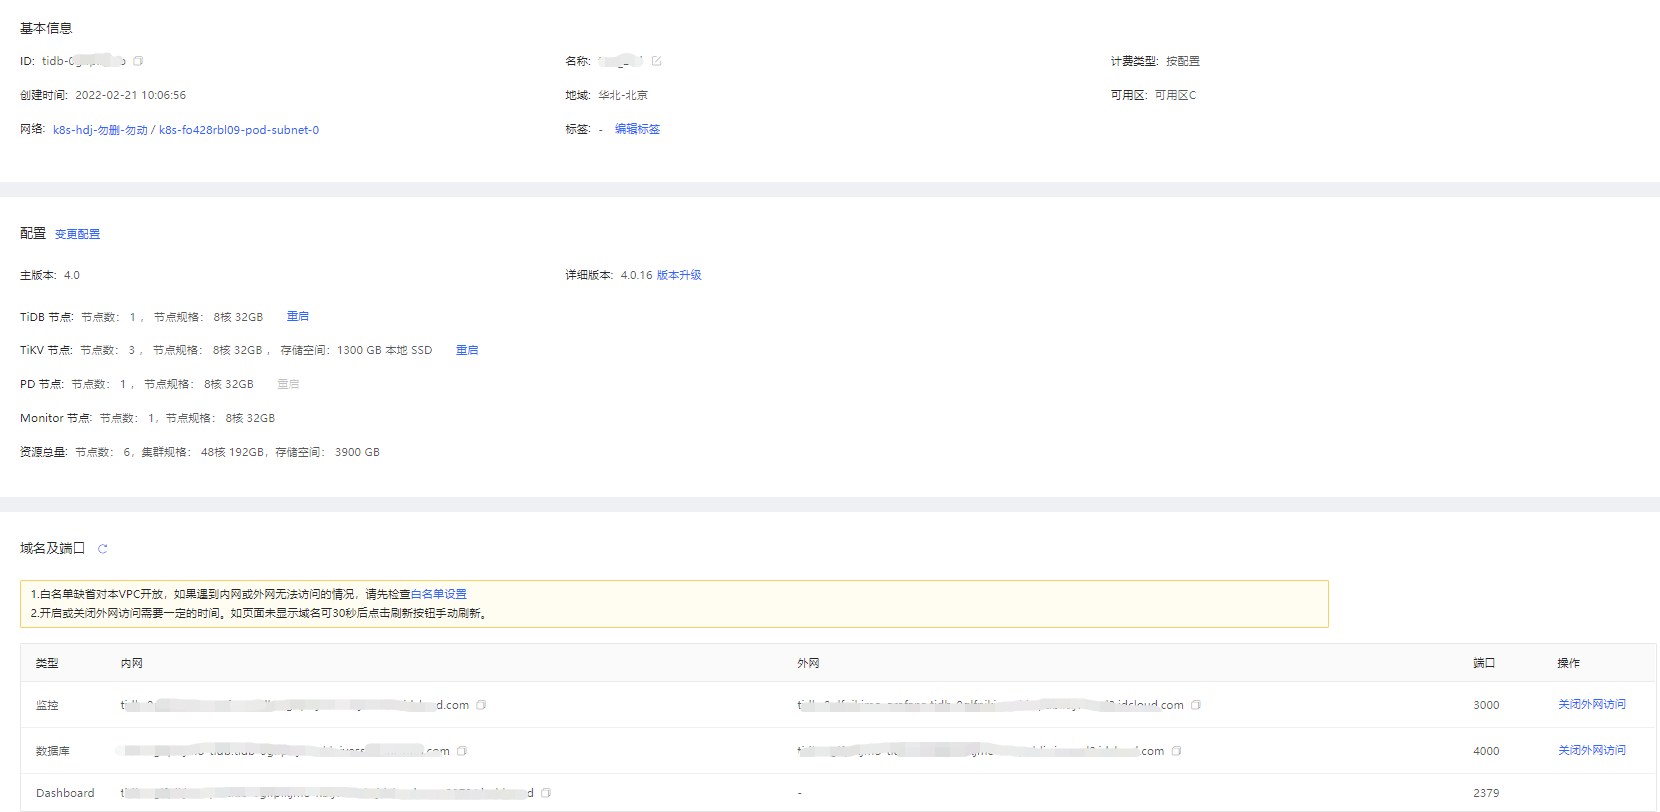 基本信息
ID: tidb-0
名称:
计费类型: 按配置
创建时间: 2022-02-21 10:06:56
地域: 华北-北京
可用区: 可用区C
网络: k8s-hdj-勿删-勿动 / k8s-fo428rbl09-pod-subnet-0
标签: - 编辑标签
配置 变更配置
主版本: 4.0
详细版本: 4.0.16 版本升级
TiDB 节点: 节点数: 1 , 节点规格: 8核 32GB 重启
TiKV 节点: 节点数: 3 , 节点规格: 8核 32GB , 存储空间: 1300 GB 本地 SSD 重启
PD 节点: 节点数: 1 , 节点规格: 8核 32GB 重启
Monitor 节点: 节点数: 1, 节点规格: 8核 32GB
资源总量: 节点数: 6, 集群规格: 48核 192GB, 存储空间: 3900 GB
域名及端口
1.白名单缺省对本VPC开放，如果遇到内网或外网无法访问的情况，请先检查白名单设置
2.开启或关闭外网访问需要一定的时间。如页面未显示域名可30秒后点击刷新按钮手动刷新。
类型 内网 外网 端口 操作
监控 d.com jdcloud.com 3000 关闭外网访问
数据库 .com .com 4000 关闭外网访问
Dashboard - 2379